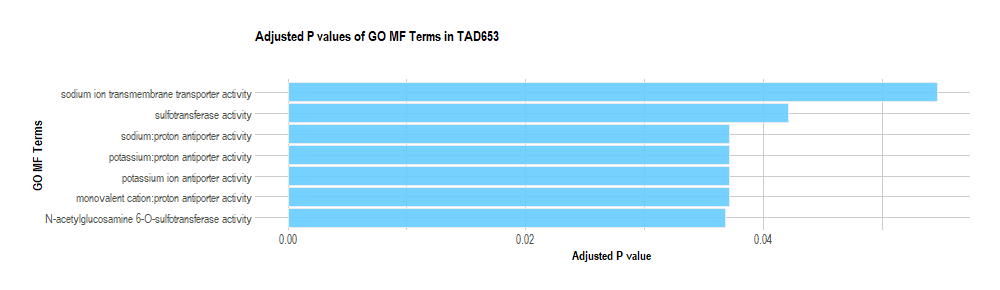 Adjusted P values of GO MF Terms in TAD653
GO MF Terms
sodium ion transmembrane transporter activity
sulfotransferase activity
sodium:proton antiporter activity
potassium:proton antiporter activity
potassium ion antiporter activity
monovalent cation:proton antiporter activity
N-acetylglucosamine 6-O-sulfotransferase activity
0.00 0.02 0.04
Adjusted P value